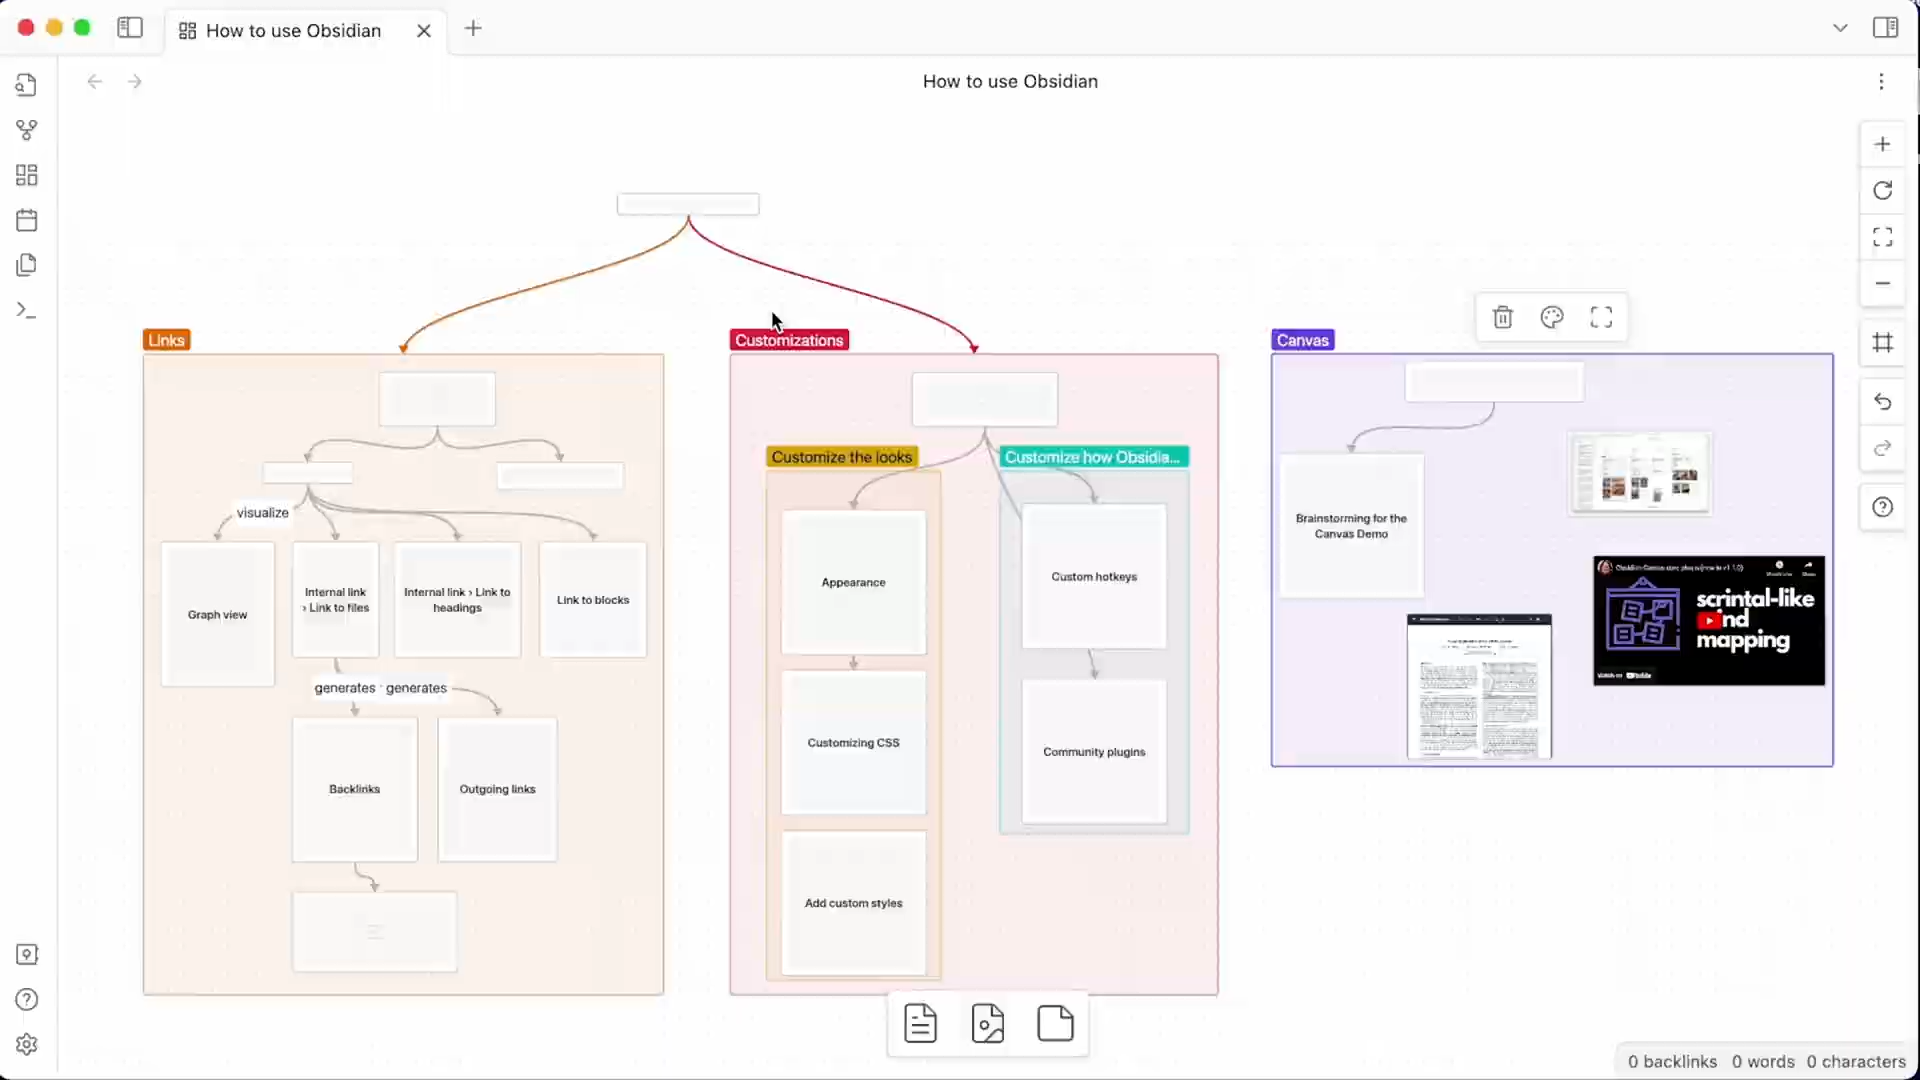 How to use Obsidian
How to use Obsidian
Links
Customizations
Canvas
Customize the looks
Customize how Obsidia...
visualize
Brainstorming for the
Canvas Demo
Graph view
Internal link
› Link to files
Internal link › Link to
headings
Link to blocks
Appearance
Custom hotkeys
scrintal-like
mapping
generates
generates
Customizing CSS
Community plugins
Backlinks
Outgoing links
Add custom styles
0 backlinks 0 words 0 characters